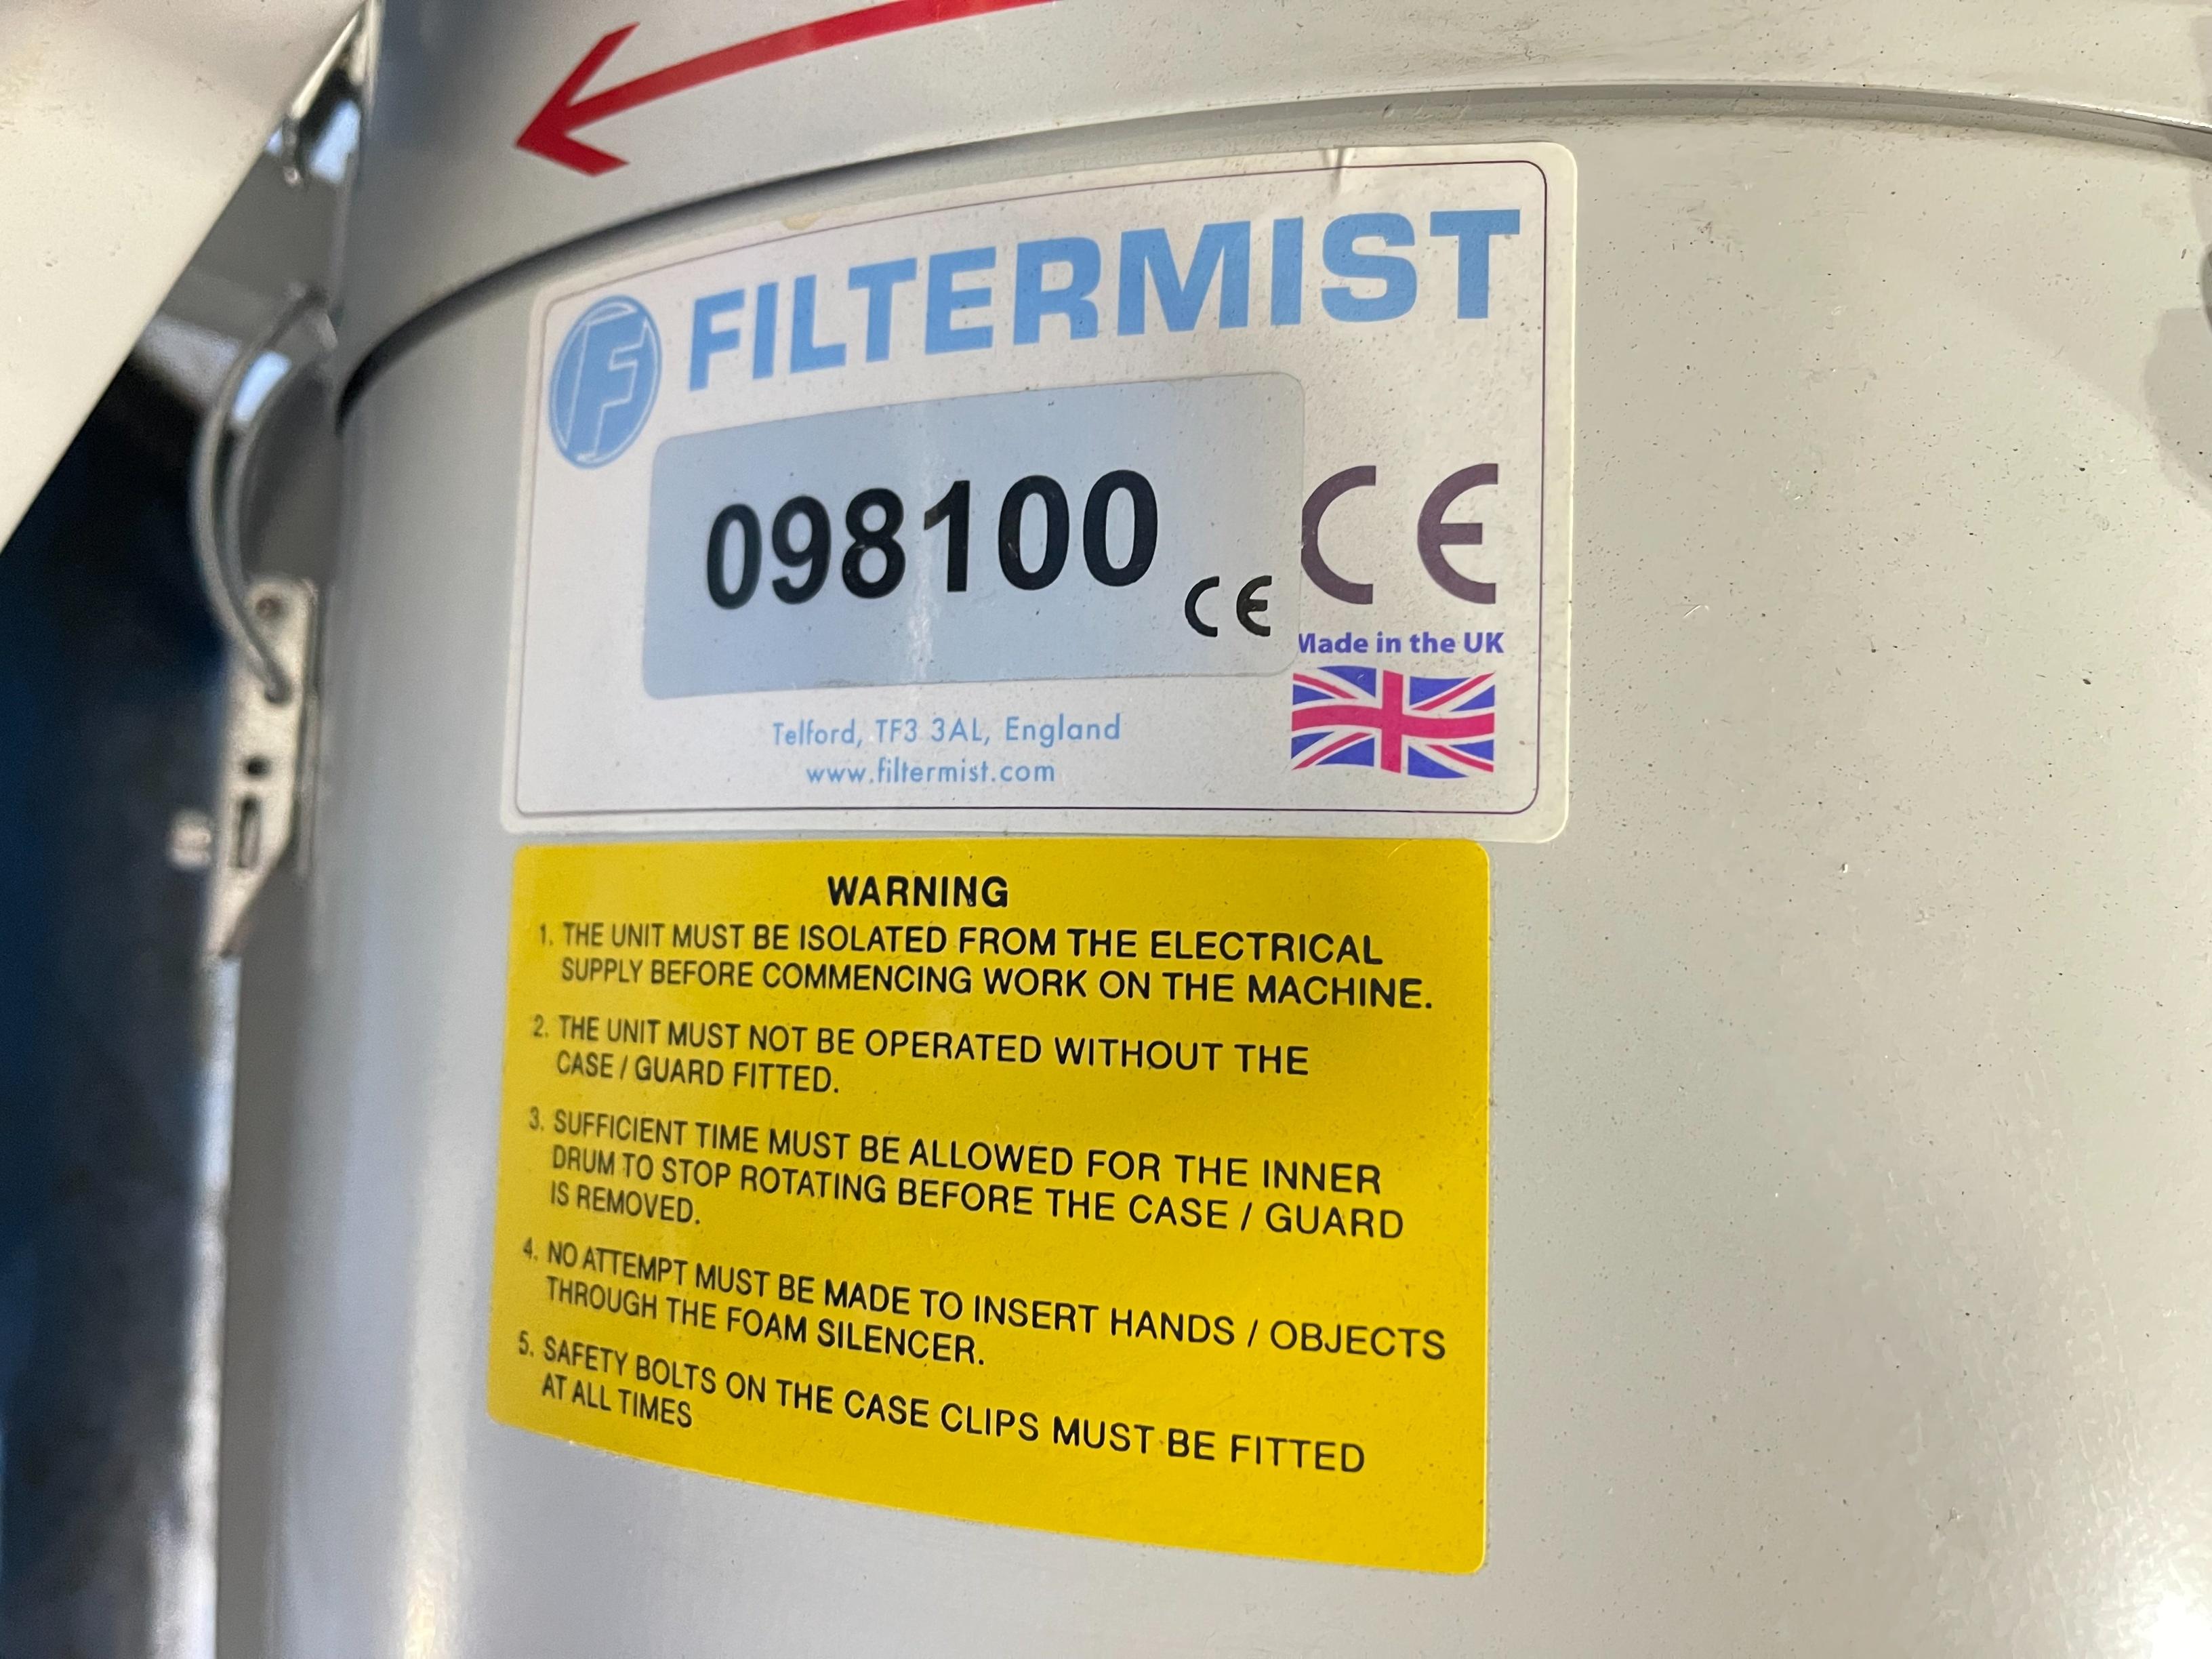 F FILTERMIST
098100 CE
CE
Made in the UK
Telford, TF3 3AL, England
www.filtermist.com
WARNING
1. THE UNIT MUST BE ISOLATED FROM THE ELECTRICAL
SUPPLY BEFORE COMMENCING WORK ON THE MACHINE.
2. THE UNIT MUST NOT BE OPERATED WITHOUT THE
CASE / GUARD FITTED.
3. SUFFICIENT TIME MUST BE ALLOWED FOR THE INNER
DRUM TO STOP ROTATING BEFORE THE CASE / GUARD
IS REMOVED.
4. NO ATTEMPT MUST BE MADE TO INSERT HANDS / OBJECTS
THROUGH THE FOAM SILENCER.
5. SAFETY BOLTS ON THE CASE CLIPS MUST BE FITTED
AT ALL TIMES